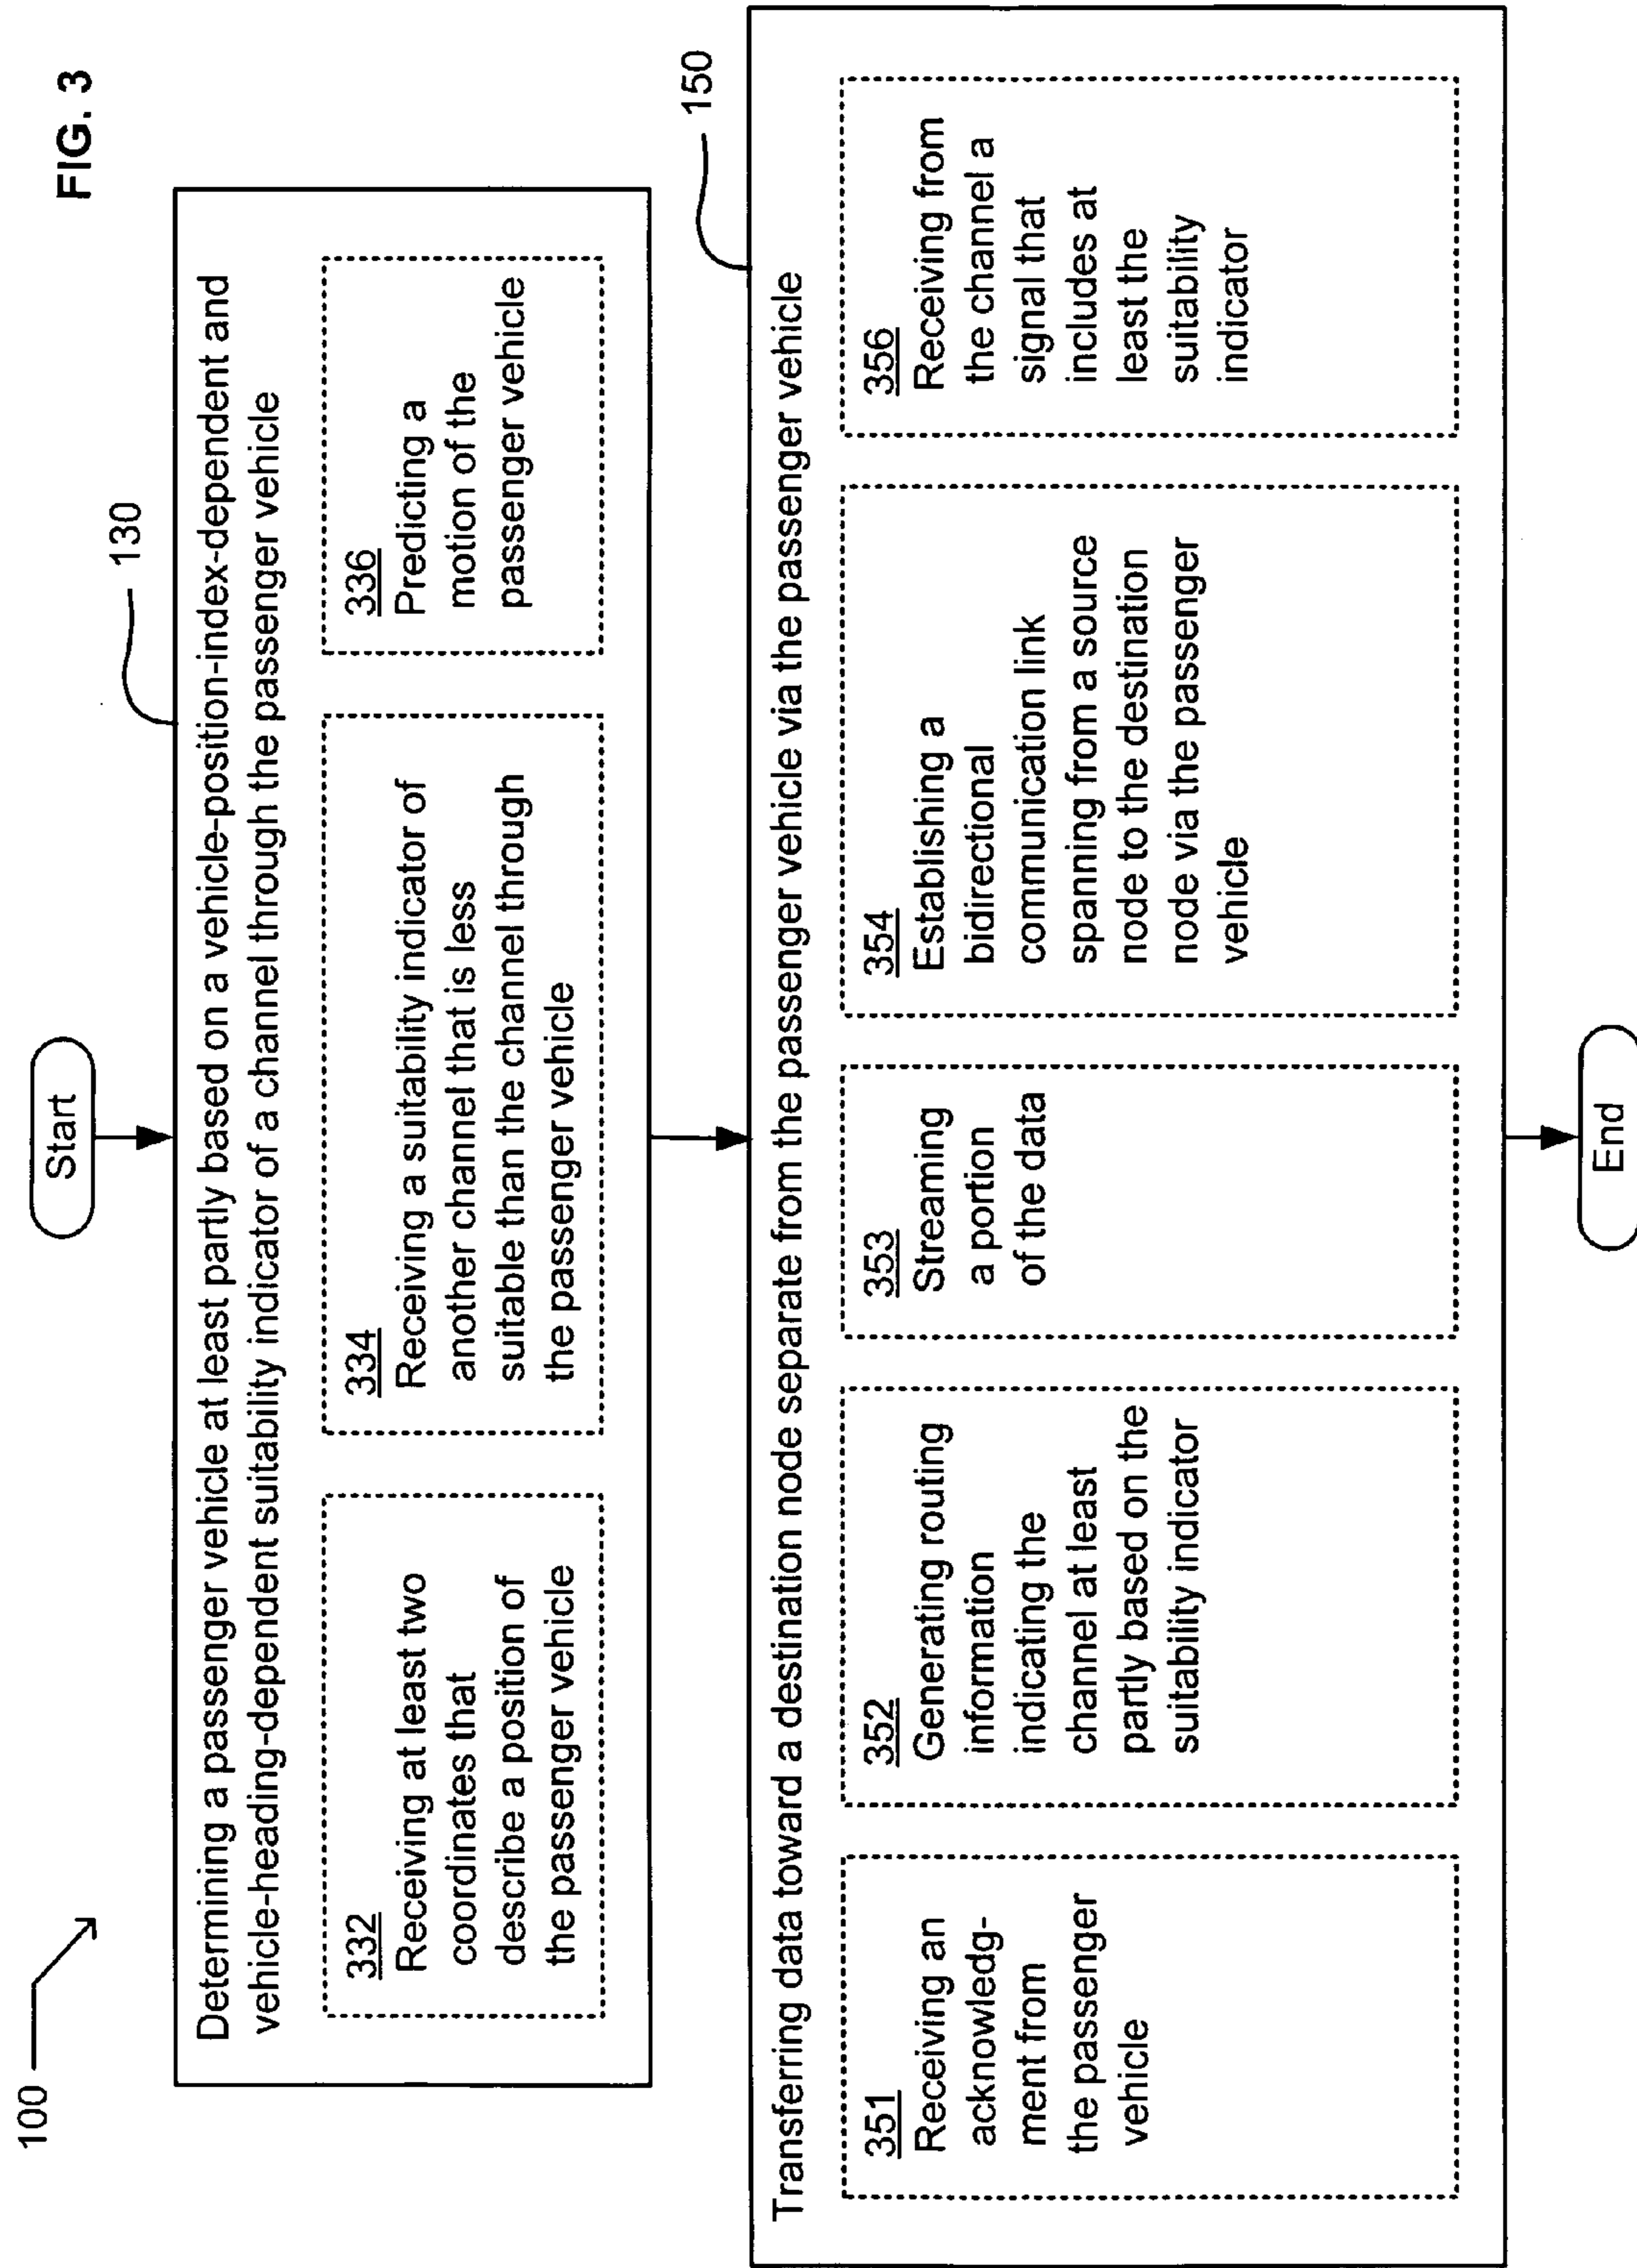 FIG. 3
100
Start
130
Determining a passenger vehicle at least partly based on a vehicle-position-index-dependent and
vehicle-heading-dependent suitability indicator of a channel through the passenger vehicle
332
Receiving at least two
coordinates that
describe a position of
the passenger vehicle
334
Receiving a suitability indicator of
another channel that is less
suitable than the channel through
the passenger vehicle
336
Predicting a
motion of the
passenger vehicle
150
Transferring data toward a destination node separate from the passenger vehicle via the passenger vehicle
351
Receiving an
acknowledg-
ment from
the passenger
vehicle
352
Generating routing
information
indicating the
channel at least
partly based on the
suitability indicator
353
Streaming
a portion
of the data
354
Establishing a
bidirectional
communication link
spanning from a source
node to the destination
node via the passenger
vehicle
356
Receiving from
the channel a
signal that
includes at
least the
suitability
indicator
End